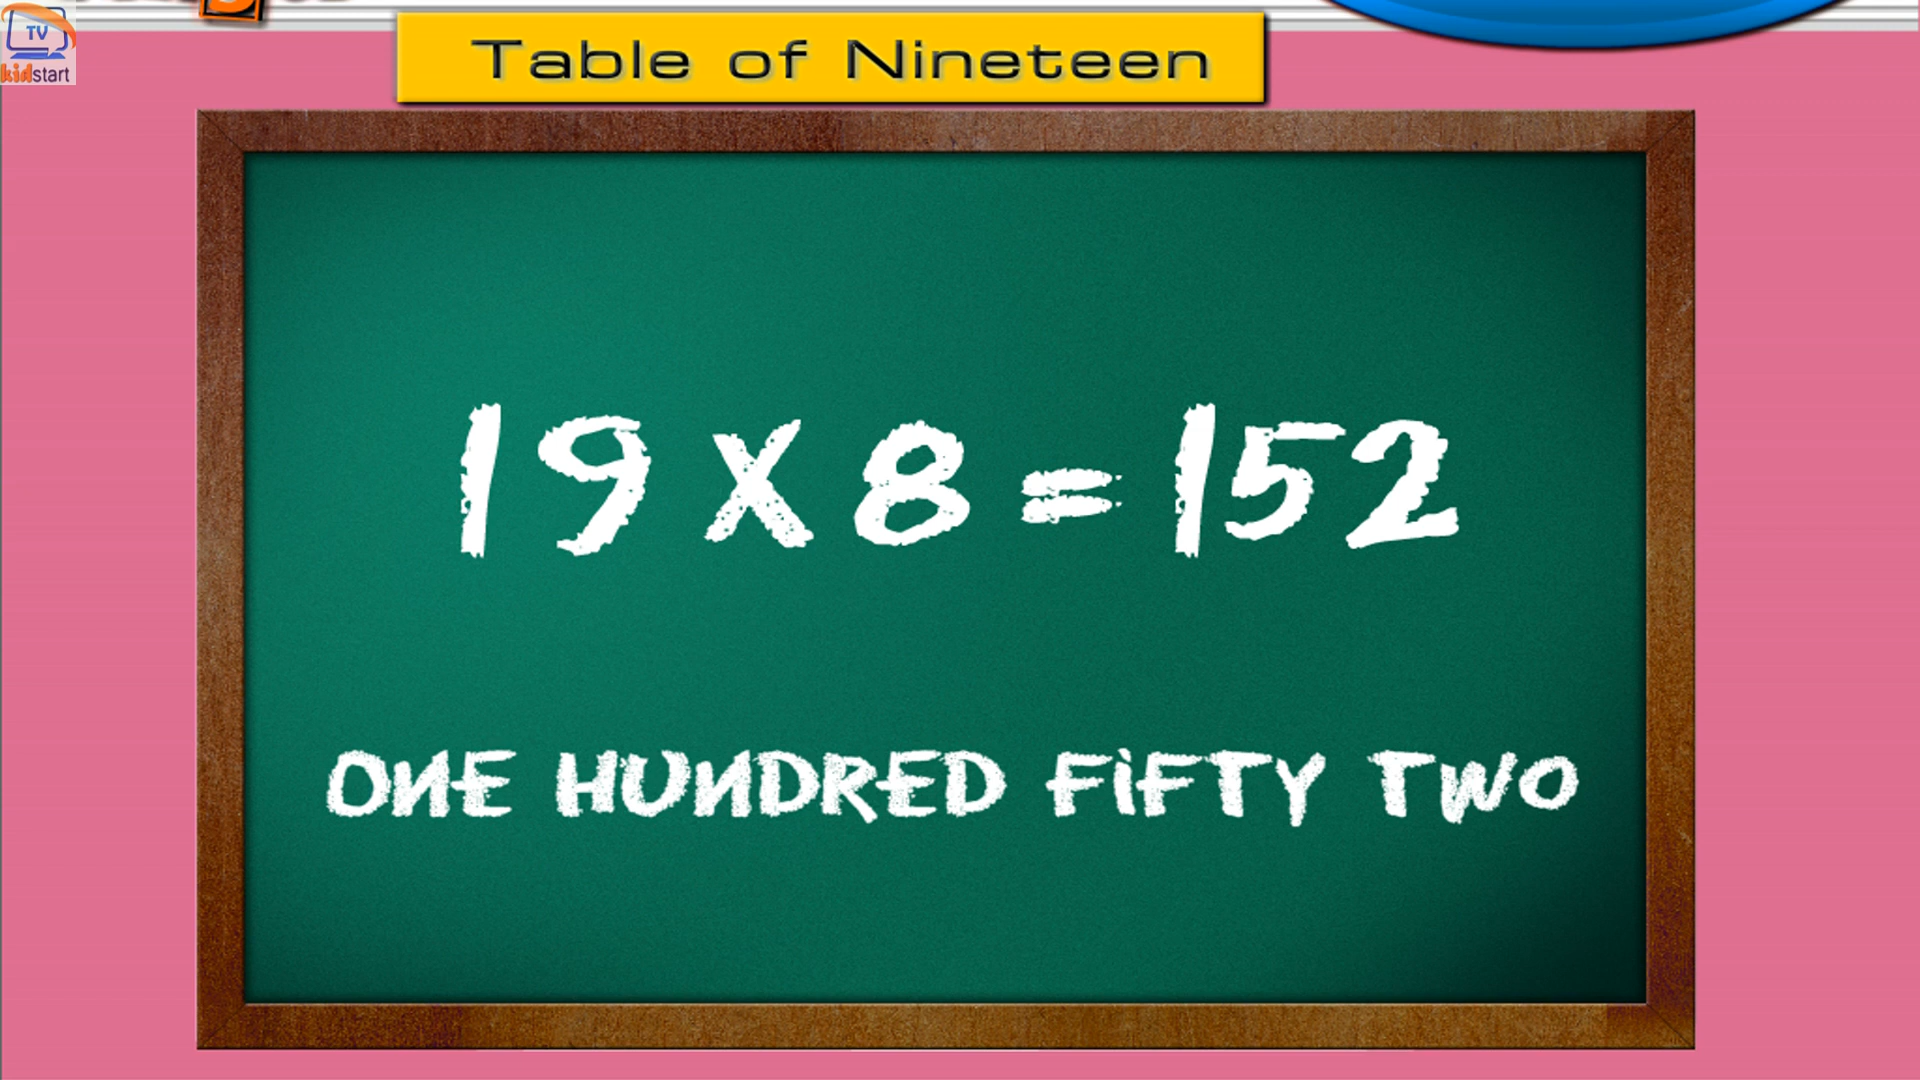 TV
kidstart
Table of Nineteen
19 x 8 = 152
ONE HUNDRED FiFTY TWO